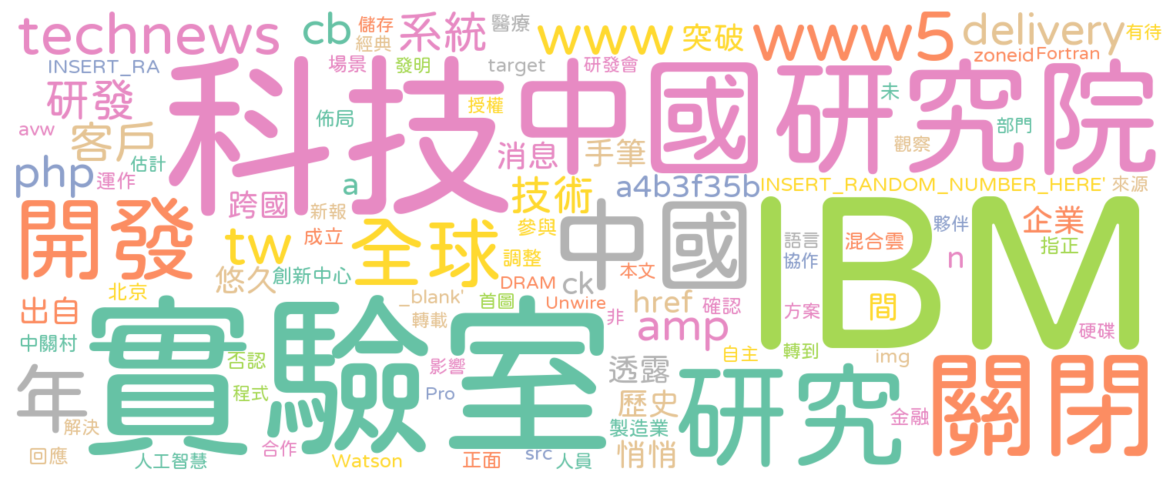 technews cb 儲存 系統 醫療 www 突破 www5 delivery 有待
經典 zoneid Fortran
INSERT_RA 場景 發明 target 研發會
研發 科技 中國研究院 未
avw 客戶 佈局 授權 觀察 部門
php 估計 運作 消息 手筆
跨國 a 技術 a4b3f35b INSERT_RANDOM_NUMBER_HERE' 來源
開發 新報 成立 全球 參與 中國 IBM 夥伴 企業
tw 語言 混合雲 指正
悠久 創新中心 調整 本文 協作 n
北京 DRAM ck
出自 _blank' 首圖 Unwire href 確認 方案 間
中關村 實驗室 轉載 非 amp 硬碟
否認 影響 透露 自主 轉到 img 關閉
年 程式 Pro 歷史 研究 金融
解決 合作 製造業
回應 人工智慧 Watson 正面 src 人員 悄悄